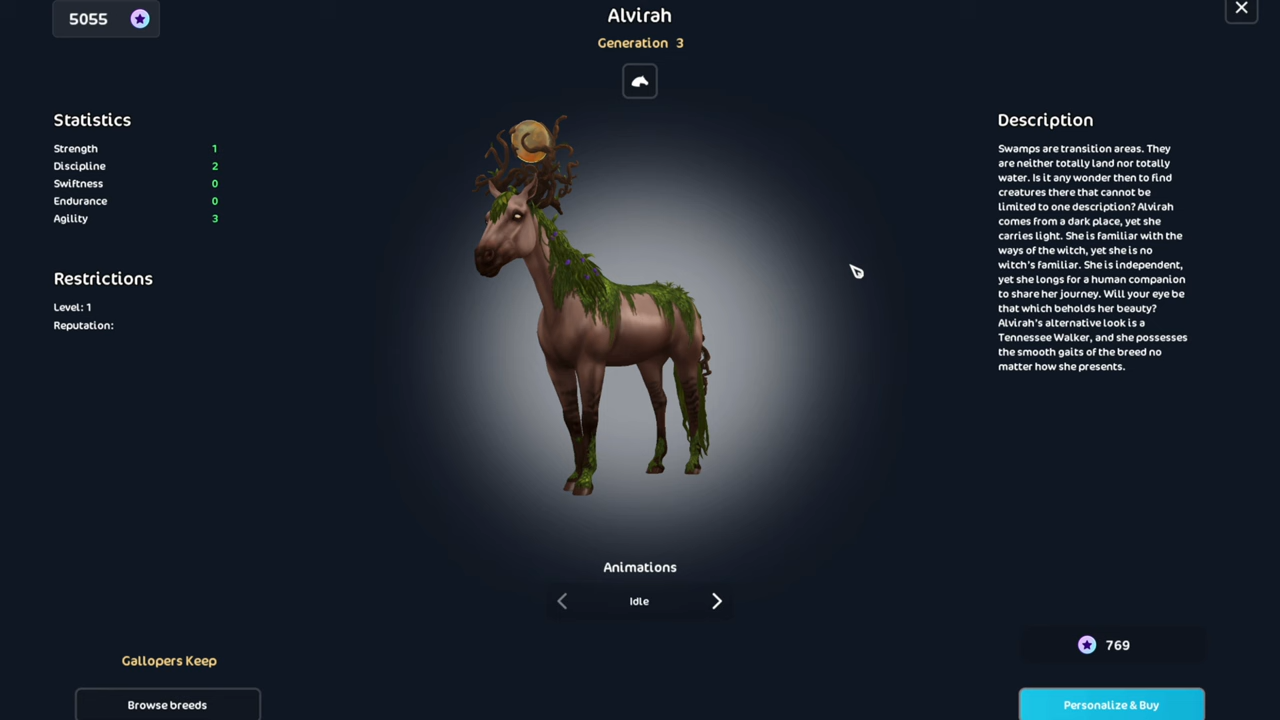 5055
Alvirah
Generation 3
Statistics
Strength 1
Discipline 2
Swiftness 0
Endurance 0
Agility 3
Restrictions
Level: 1
Reputation:
Description
Swamps are transition areas. They
are neither totally land nor totally
water. Is it any wonder then to find
creatures there that cannot be
limited to one description? Alvirah
comes from a dark place, yet she
carries light. She is familiar with the
ways of the witch, yet she is no
witch's familiar. She is independent,
yet she longs for a human companion
to share her journey. Will your eye be
that which beholds her beauty?
Alvirah's alternative look is a
Tennessee Walker, and she possesses
the smooth gaits of the breed no
matter how she presents.
Animations
Idle
Gallopers Keep
Browse breeds
769
Personalize & Buy